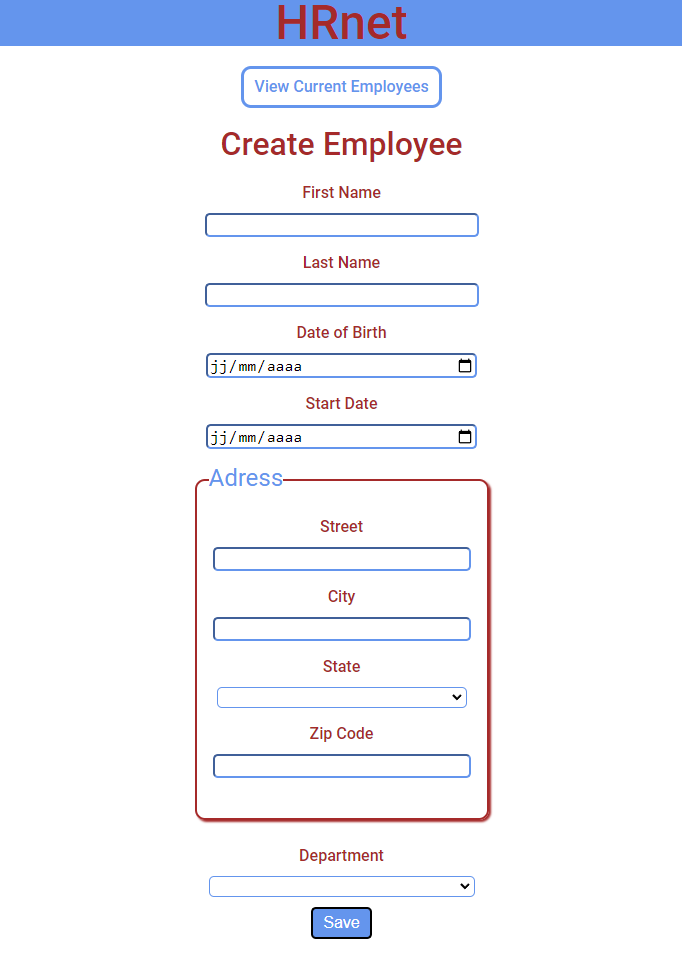 HRnet
View Current Employees
Create Employee
First Name
Last Name
Date of Birth
jj/mm/aaaa
Start Date
jj/mm/aaaa
Adress
Street
City
State
Zip Code
Department
Save